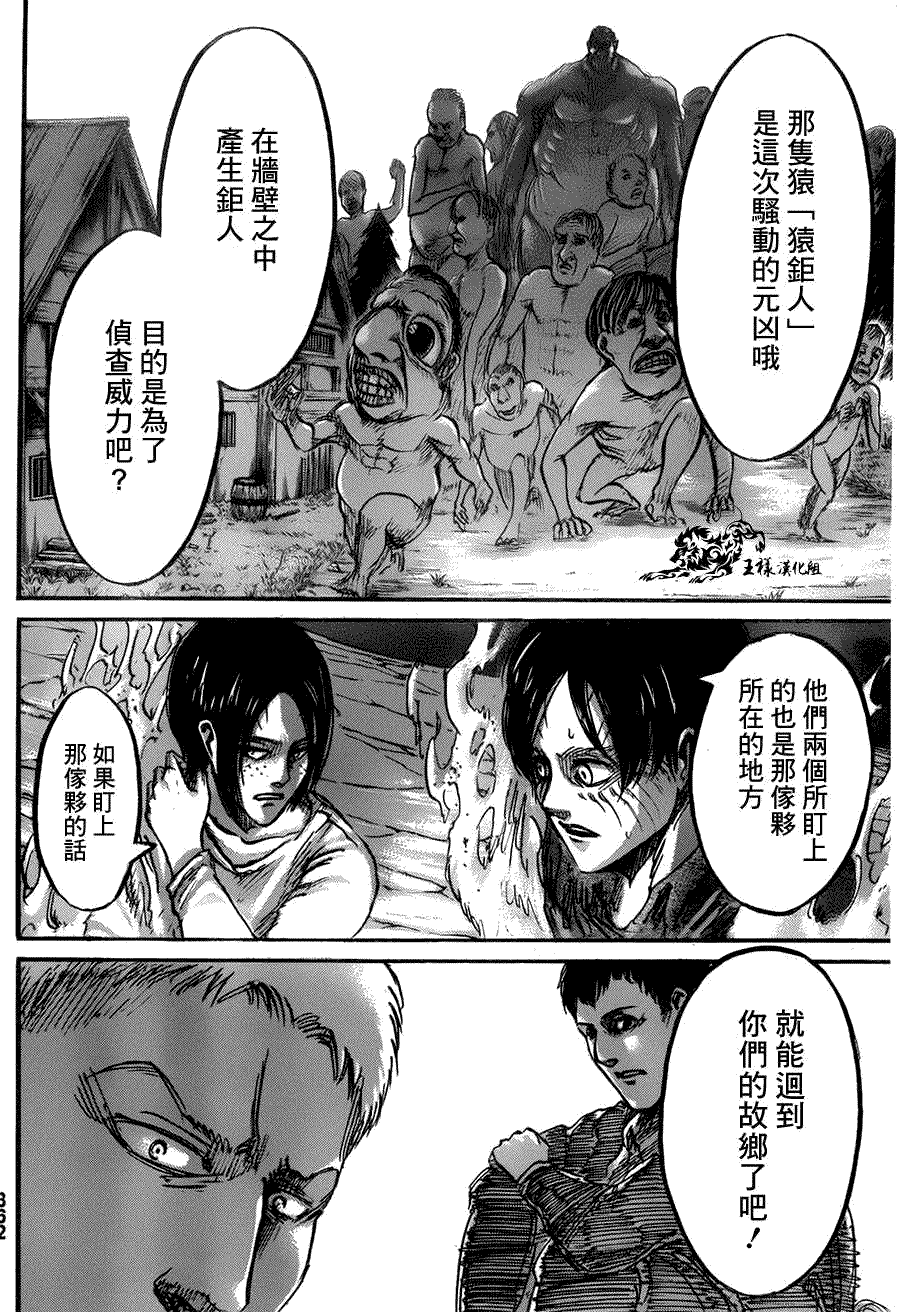 那隻猿「猿鉅人」
是這次騷動的元凶哦
在牆壁之中
產生鉅人
目的是為了
偵查威力吧？
王樣漢化組
他們兩個所盯上
的也是那傢夥
所在的地方
如果盯上
那傢夥的話
就能迴到
你們的故鄉了吧！
362